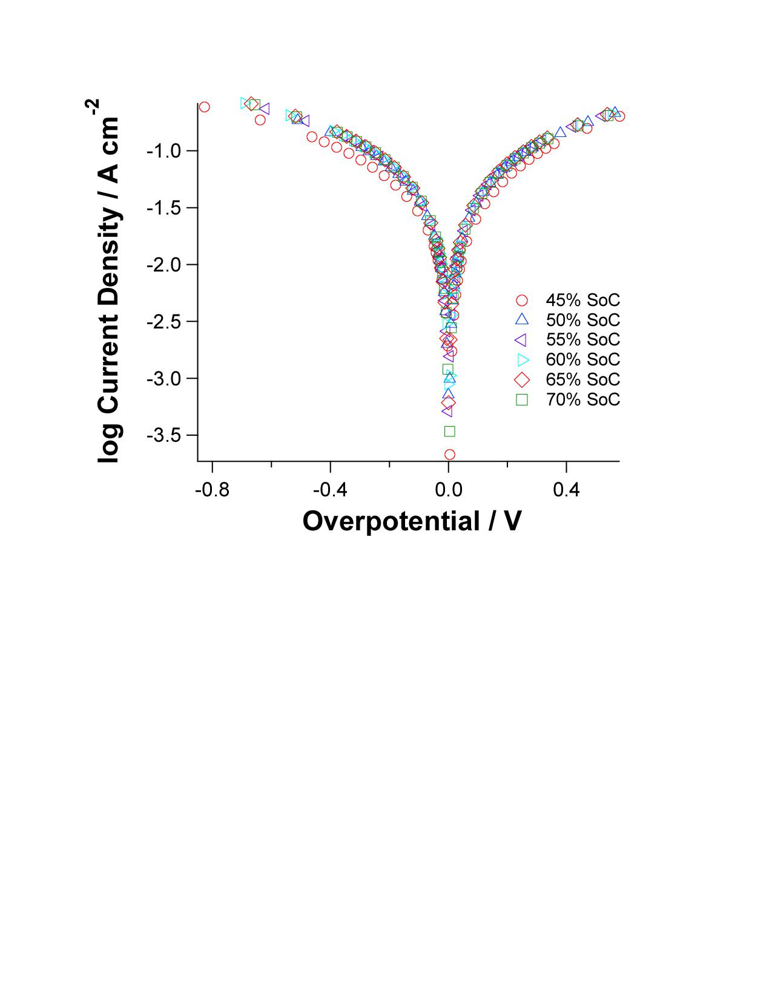 log Current Density / A cm-2
-1.0
-1.5
-2.0
-2.5
-3.0
-3.5
45% SoC
50% SoC
55% SoC
60% SoC
65% SoC
70% SoC
-0.8
-0.4
0.0
0.4
Overpotential / V